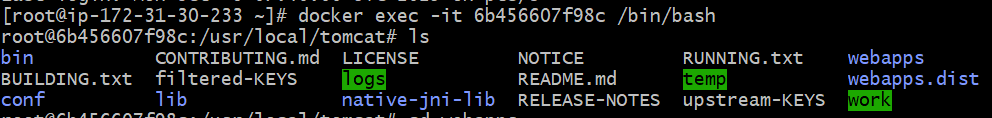 [root@ip-172-31-30-233 ~]# docker exec -it 6b456607f98c /bin/bash
root@6b456607f98c:/usr/local/tomcat# ls
bin CONTRIBUTING.md LICENSE NOTICE RUNNING.txt webapps
BUILDING.txt filtered-KEYS logs README.md temp webapps.dist
conf lib native-jni-lib RELEASE-NOTES upstream-KEYS work
root@6b456607f98c:/usr/local/tomcat# cd webapps